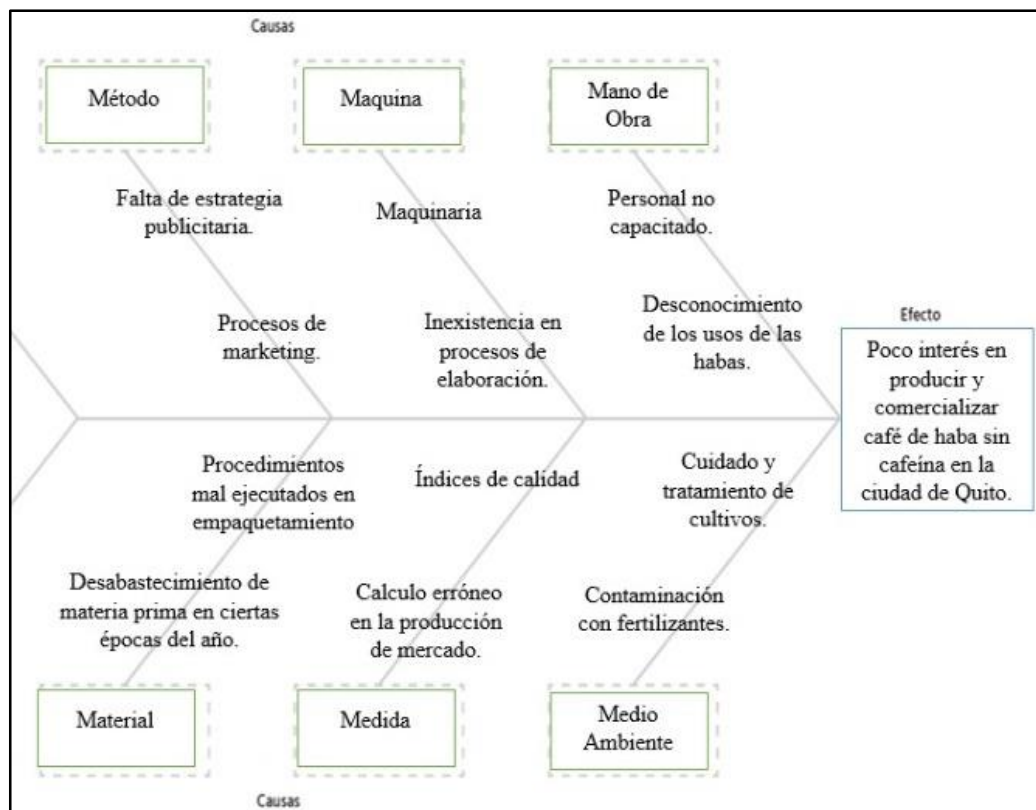 Causas
Método
Maquina
Mano de
Obra
Falta de estrategia
publicitaria.
Maquinaria
Personal no
capacitado.
Procesos de
marketing.
Inexistencia en
procesos de
elaboración.
Desconocimiento
de los usos de las
habas.
Efecto
Poco interés en
producir y
comercializar
café de haba sin
cafeína en la
ciudad de Quito.
Procedimientos
mal ejecutados en
empaquetamiento
Índices de calidad
Cuidado y
tratamiento de
cultivos.
Desabastecimiento de
materia prima en ciertas
épocas del año.
Calculo erróneo
en la producción
de mercado.
Contaminación
con fertilizantes.
Material
Medida
Medio
Ambiente
Causas